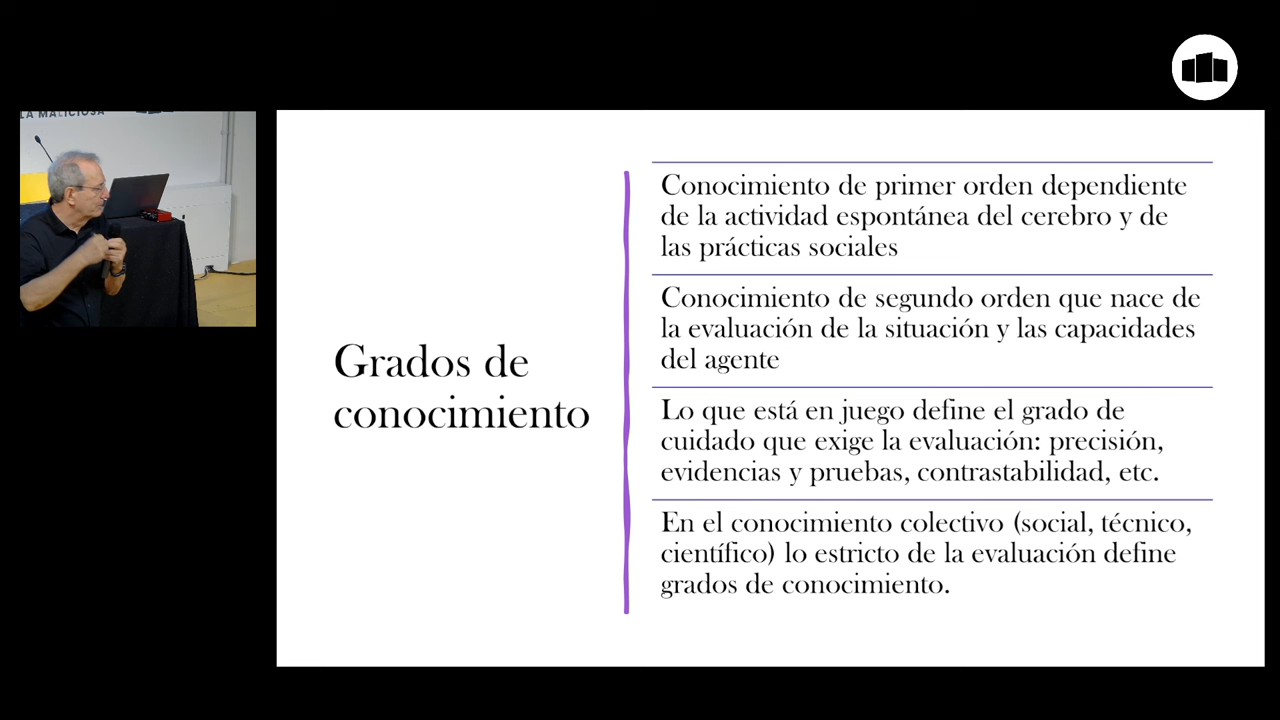 LA MALICIOSA
Grados de
conocimiento
Conocimiento de primer orden dependiente
de la actividad espontánea del cerebro y de
las prácticas sociales
Conocimiento de segundo orden que nace de
la evaluación de la situación y las capacidades
del agente
Lo que está en juego define el grado de
cuidado que exige la evaluación: precisión,
evidencias y pruebas, contrastabilidad, etc.
En el conocimiento colectivo (social, técnico,
científico) lo estricto de la evaluación define
grados de conocimiento.